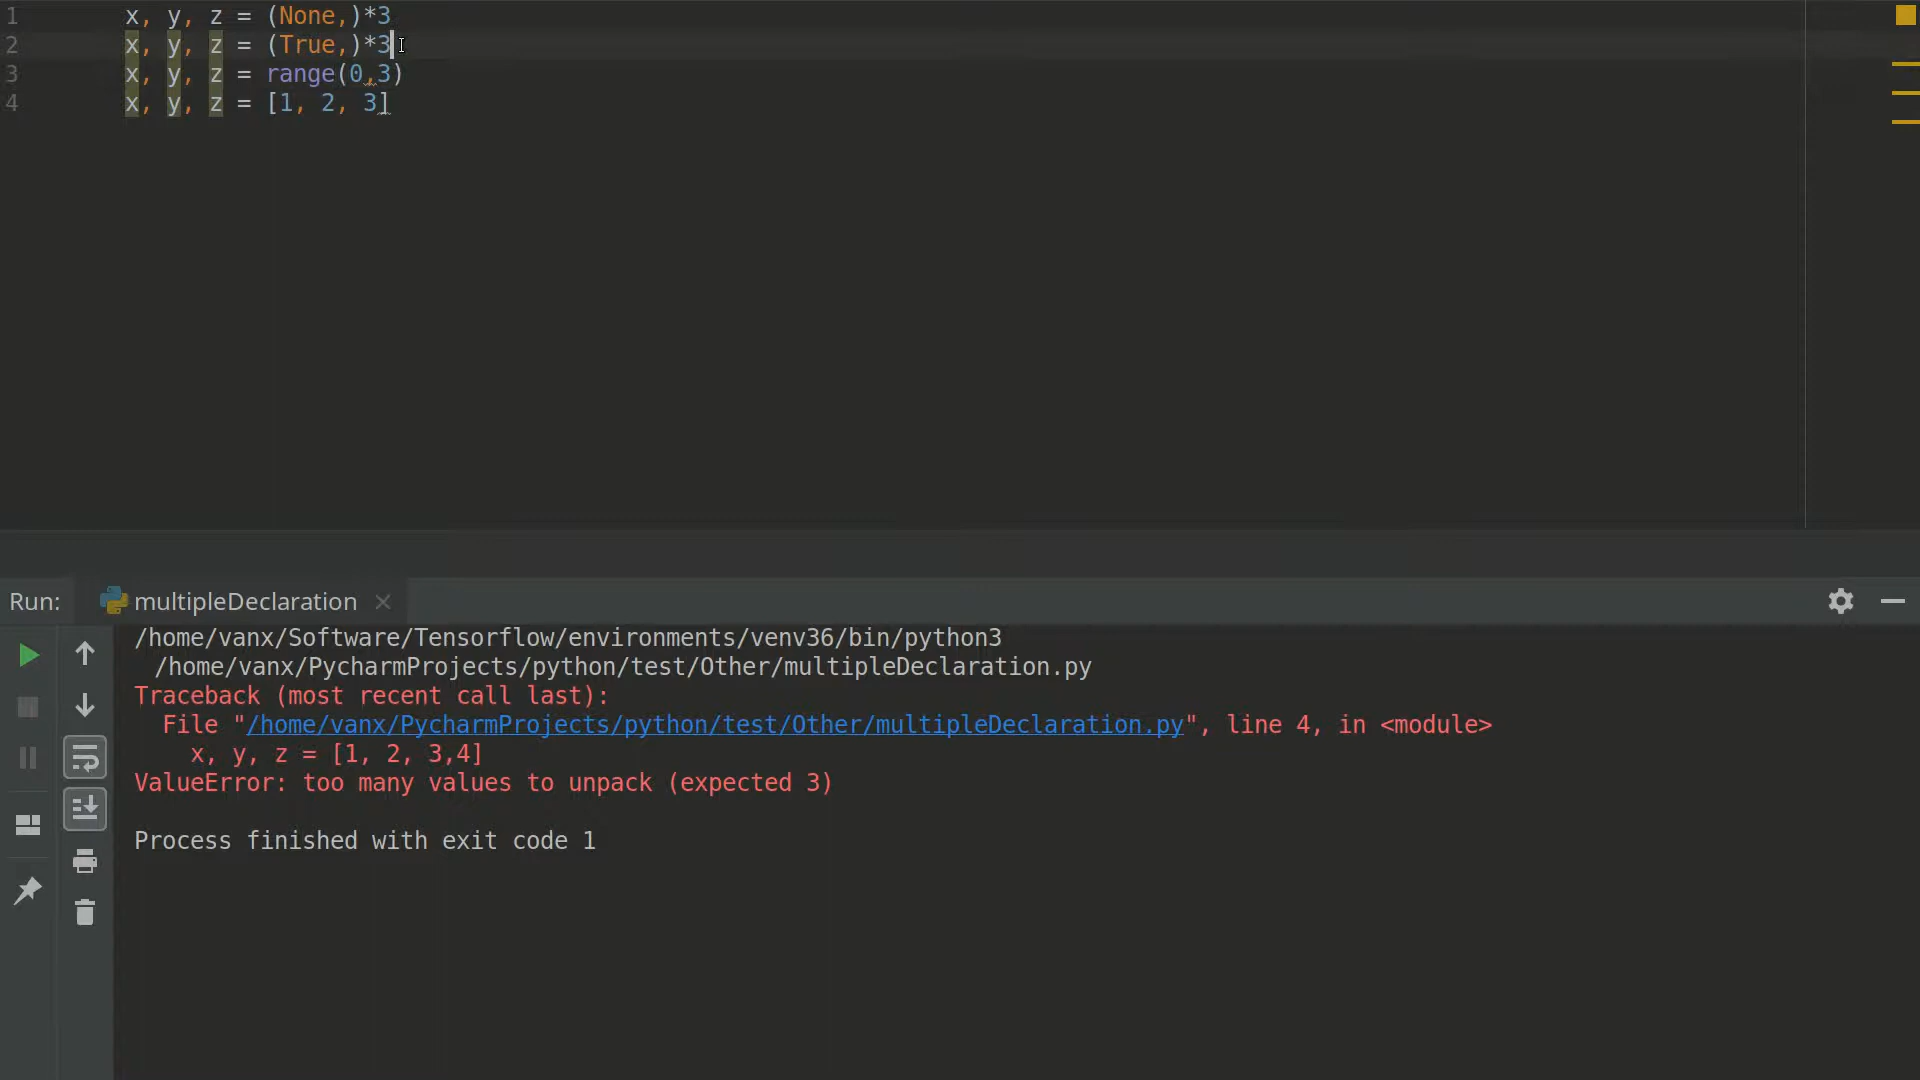 1 x, y, z = (None,)*3
2 x, y, z = (True,)*3
3 x, y, z = range(0,3)
4 x, y, z = [1, 2, 3]
Run: multipleDeclaration
/home/vanx/Software/Tensorflow/environments/venv36/bin/python3
/home/vanx/PycharmProjects/python/test/Other/multipleDeclaration.py
Traceback (most recent call last):
File "/home/vanx/PycharmProjects/python/test/Other/multipleDeclaration.py", line 4, in <module>
x, y, z = [1, 2, 3,4]
ValueError: too many values to unpack (expected 3)
Process finished with exit code 1